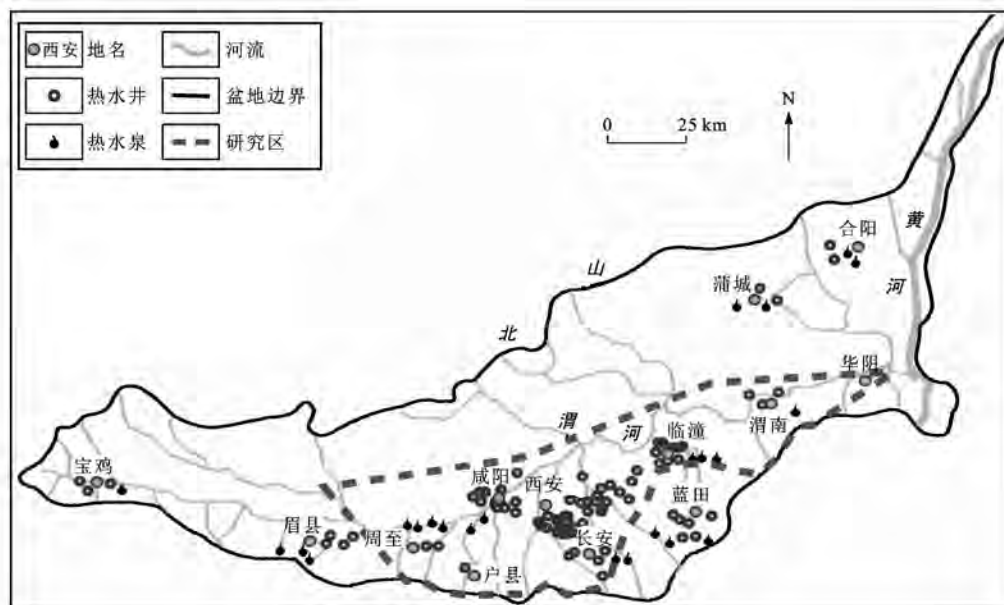 西安 地名
河流
热水井
盆地边界
热水泉
研究区
N
0 25 km
黄
河
合阳
山
蒲城
北
华阴
渭
河
临潼
渭南
宝鸡
咸阳
西安
蓝田
眉县
周至
长安
户县